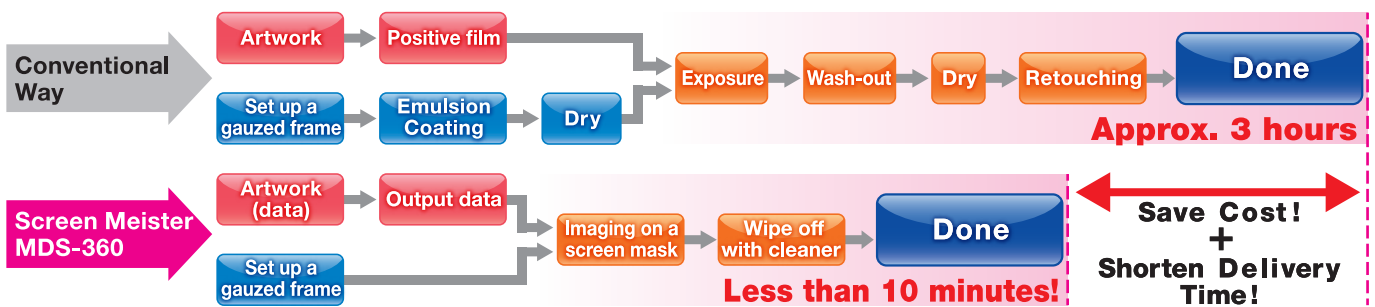 Conventional
Way
Artwork
Positive film
Set up a
gauzed frame
Emulsion
Coating
Dry
Exposure
Wash-out
Dry
Retouching
Done
Approx. 3 hours
Screen Meister
MDS-360
Artwork
(data)
Output data
Set up a
gauzed frame
Imaging on a
screen mask
Wipe off
with cleaner
Done
Less than 10 minutes!
Save Cost!
+
Shorten Delivery
Time!